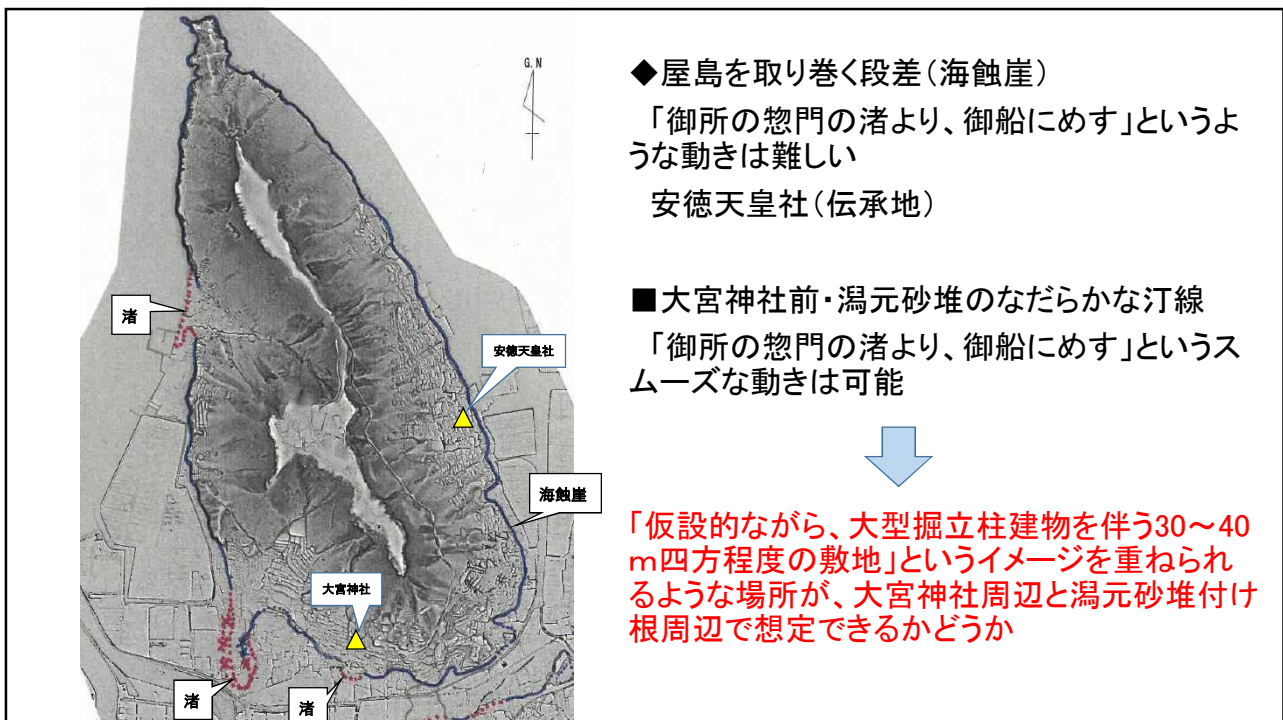 G.N
渚
安徳天皇社
海蝕崖
大宮神社
渚
渚
◆屋島を取り巻く段差(海蝕崖)
「御所の惣門の渚より、御船にめす」というよ
うな動きは難しい
安徳天皇社(伝承地)
■大宮神社前・潟元砂堆のなだらかな汀線
「御所の惣門の渚より、御船にめす」というス
ムーズな動きは可能
「仮設的ながら、大型掘立柱建物を伴う30~40
m四方程度の敷地」というイメージを重ねられ
るような場所が、大宮神社周辺と潟元砂堆付け
根周辺で想定できるかどうか